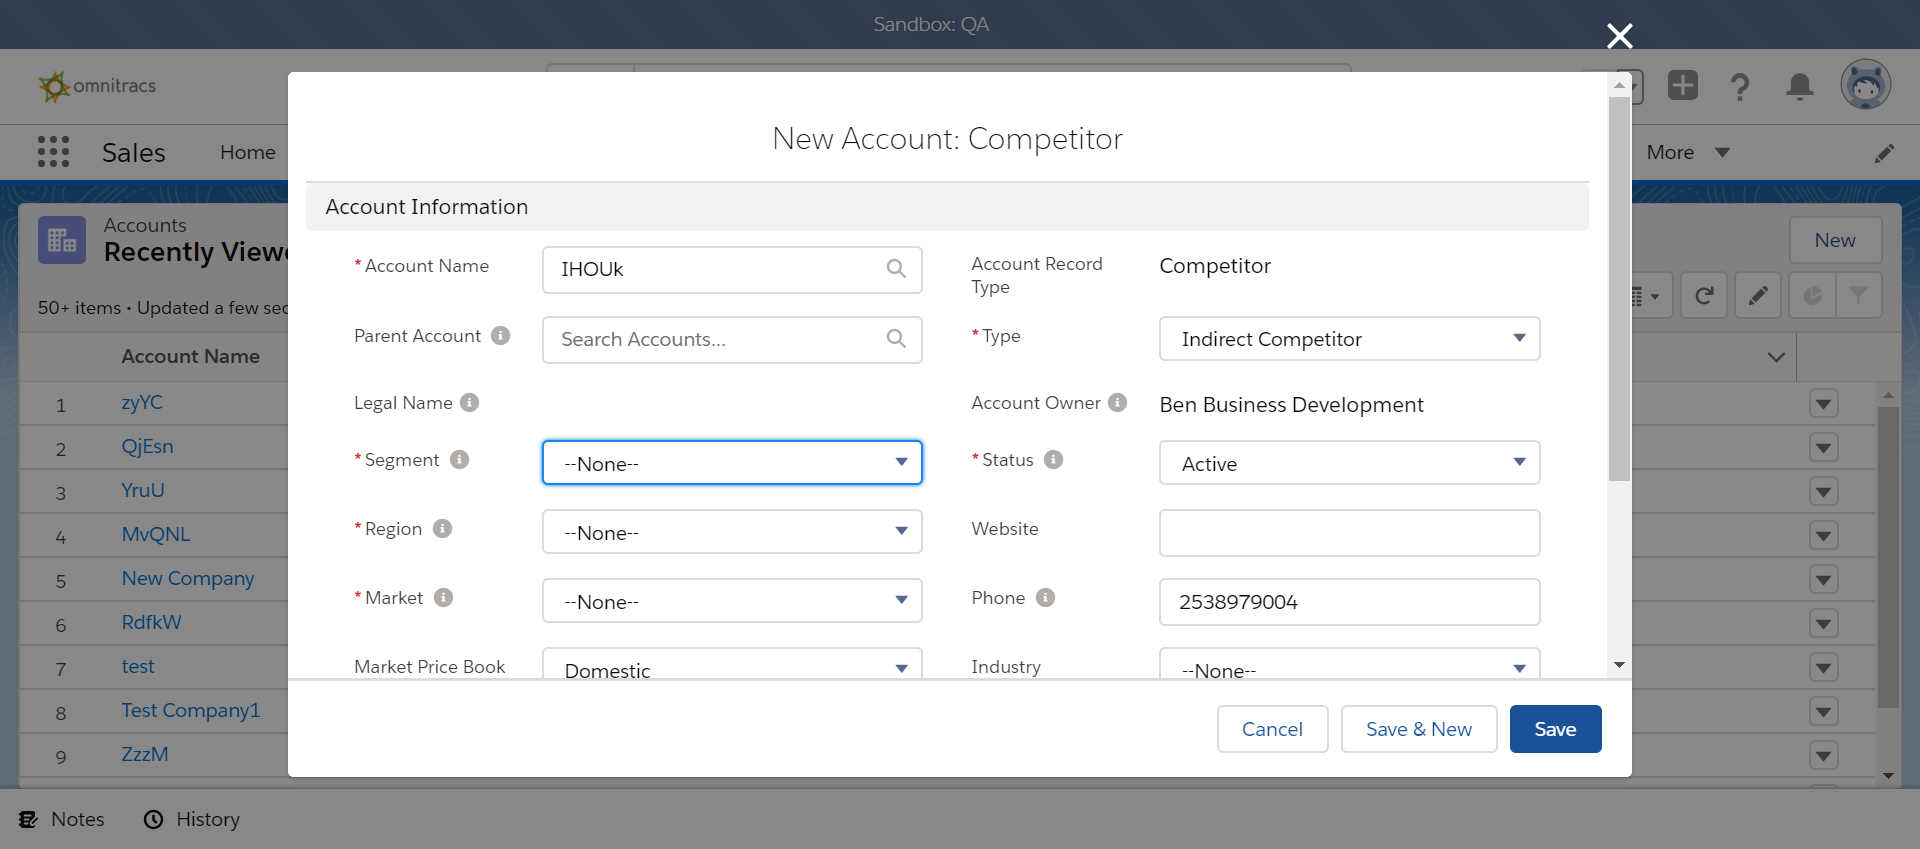 Sandbox: QA
omnitracs
Sales
Home
More
Accounts
Recently Viewe
New
50+ items • Updated a few sec
Account Name
1 zyYC
2 QjEsn
3 YruU
4 MvQNL
5 New Company
6 RdfkW
7 test
8 Test Company1
9 ZzzM
New Account: Competitor
Account Information
*Account Name IHOUk
Account Record Type Competitor
Parent Account Search Accounts...
*Type Indirect Competitor
Legal Name
Account Owner Ben Business Development
*Segment --None--
*Status Active
*Region --None--
Website
*Market --None--
Phone 2538979004
Market Price Book Domestic
Industry --None--
Cancel
Save & New
Save
Notes
History